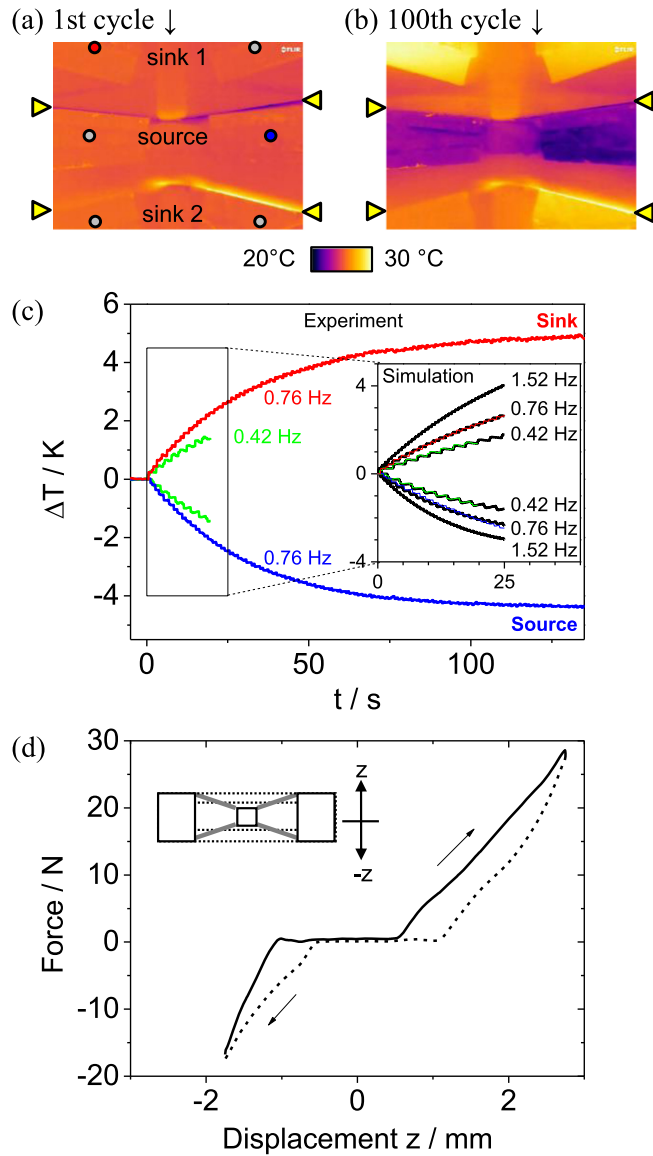 (a) 1st cycle ↓
(b) 100th cycle ↓
FLIR
sink 1
source
sink 2
20°C
30 °C
(c)
Experiment
Sink
0.76 Hz
0.42 Hz
0.76 Hz
Source
6
4
2
0
-2
-4
ΔT / K
0
50
100
t / s
Simulation
4
2
0
-2
-4
0
25
1.52 Hz
0.76 Hz
0.42 Hz
0.42 Hz
0.76 Hz
1.52 Hz
(d)
30
20
10
0
-10
-20
Force / N
z
-z
-2
0
2
Displacement z / mm